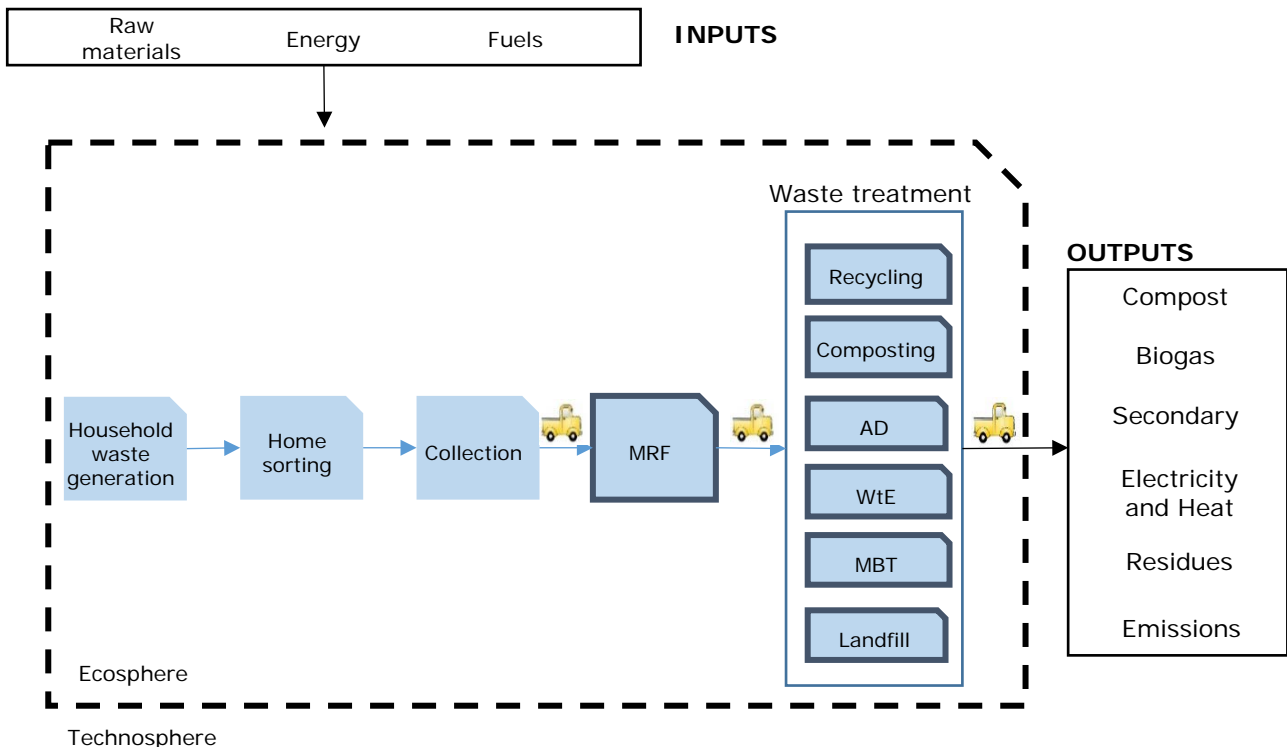 Raw
materials
Energy
Fuels
INPUTS
Waste treatment
Recycling
Composting
AD
WtE
MBT
Landfill
Household
waste
generation
Home
sorting
Collection
MRF
OUTPUTS
Compost
Biogas
Secondary
Electricity
and Heat
Residues
Emissions
Ecosphere
Technosphere